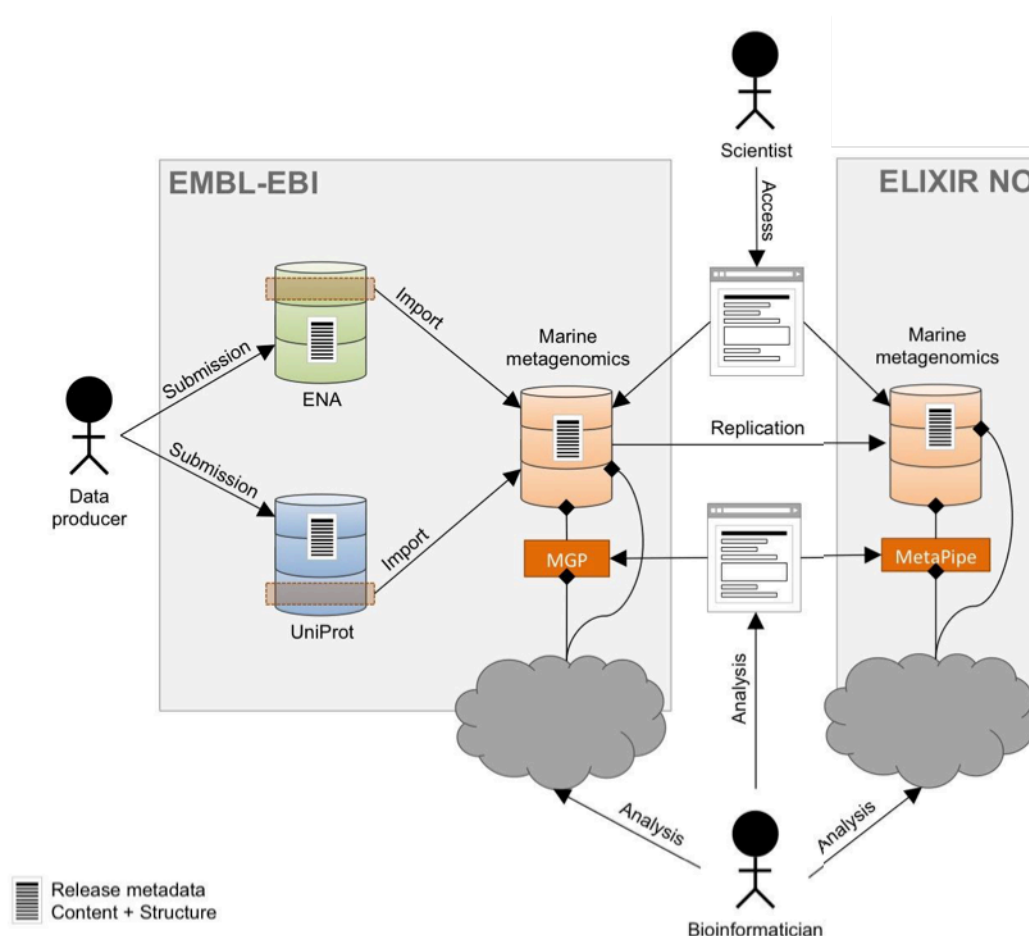 Scientist
EMBL-EBI
ELIXIR NO
Access
Import
Marine
metagenomics
Marine
metagenomics
Submission
ENA
Replication
Data
producer
Submission
Import
MGP
MetaPipe
UniProt
Analysis
Analysis
Analysis
Release metadata
Content + Structure
Bioinformatician